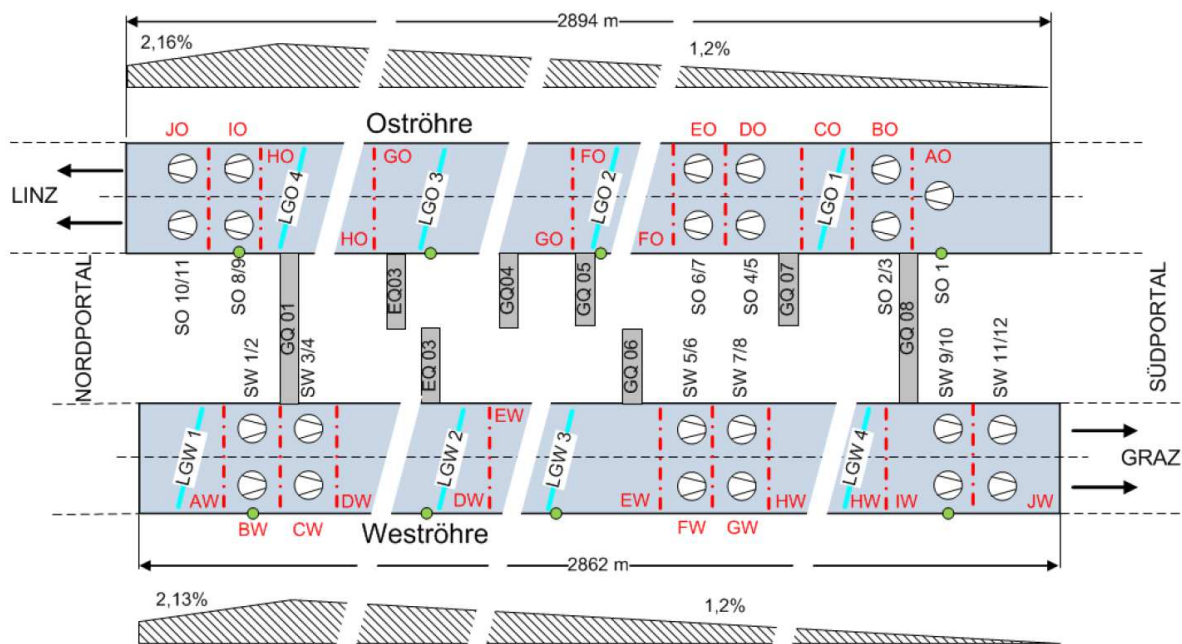 2894 m
2,16%
1,2%
Oströhre
JO
IO
EO
DO
CO
BO
HO
GO
FO
AO
LGO 4
LGO 3
LGO 2
LGO 1
LINZ
HO
GO
FO
NORDPORTAL
SO 10/11
SO 8/9
GQ 01
EQ03
GQ04
GQ 05
SO 6/7
SO 4/5
GQ 07
SO 2/3
GQ 08
SO 1
SÜDPORTAL
SW 1/2
SW 3/4
EQ 03
GQ 06
SW 5/6
SW 7/8
SW 9/10
SW 11/12
LGW 1
LGW 2
EW
LGW 3
LGW 4
GRAZ
AW
DW
DW
EW
HW
HW
IW
JW
BW
CW
FW
GW
Weströhre
2862 m
2,13%
1,2%